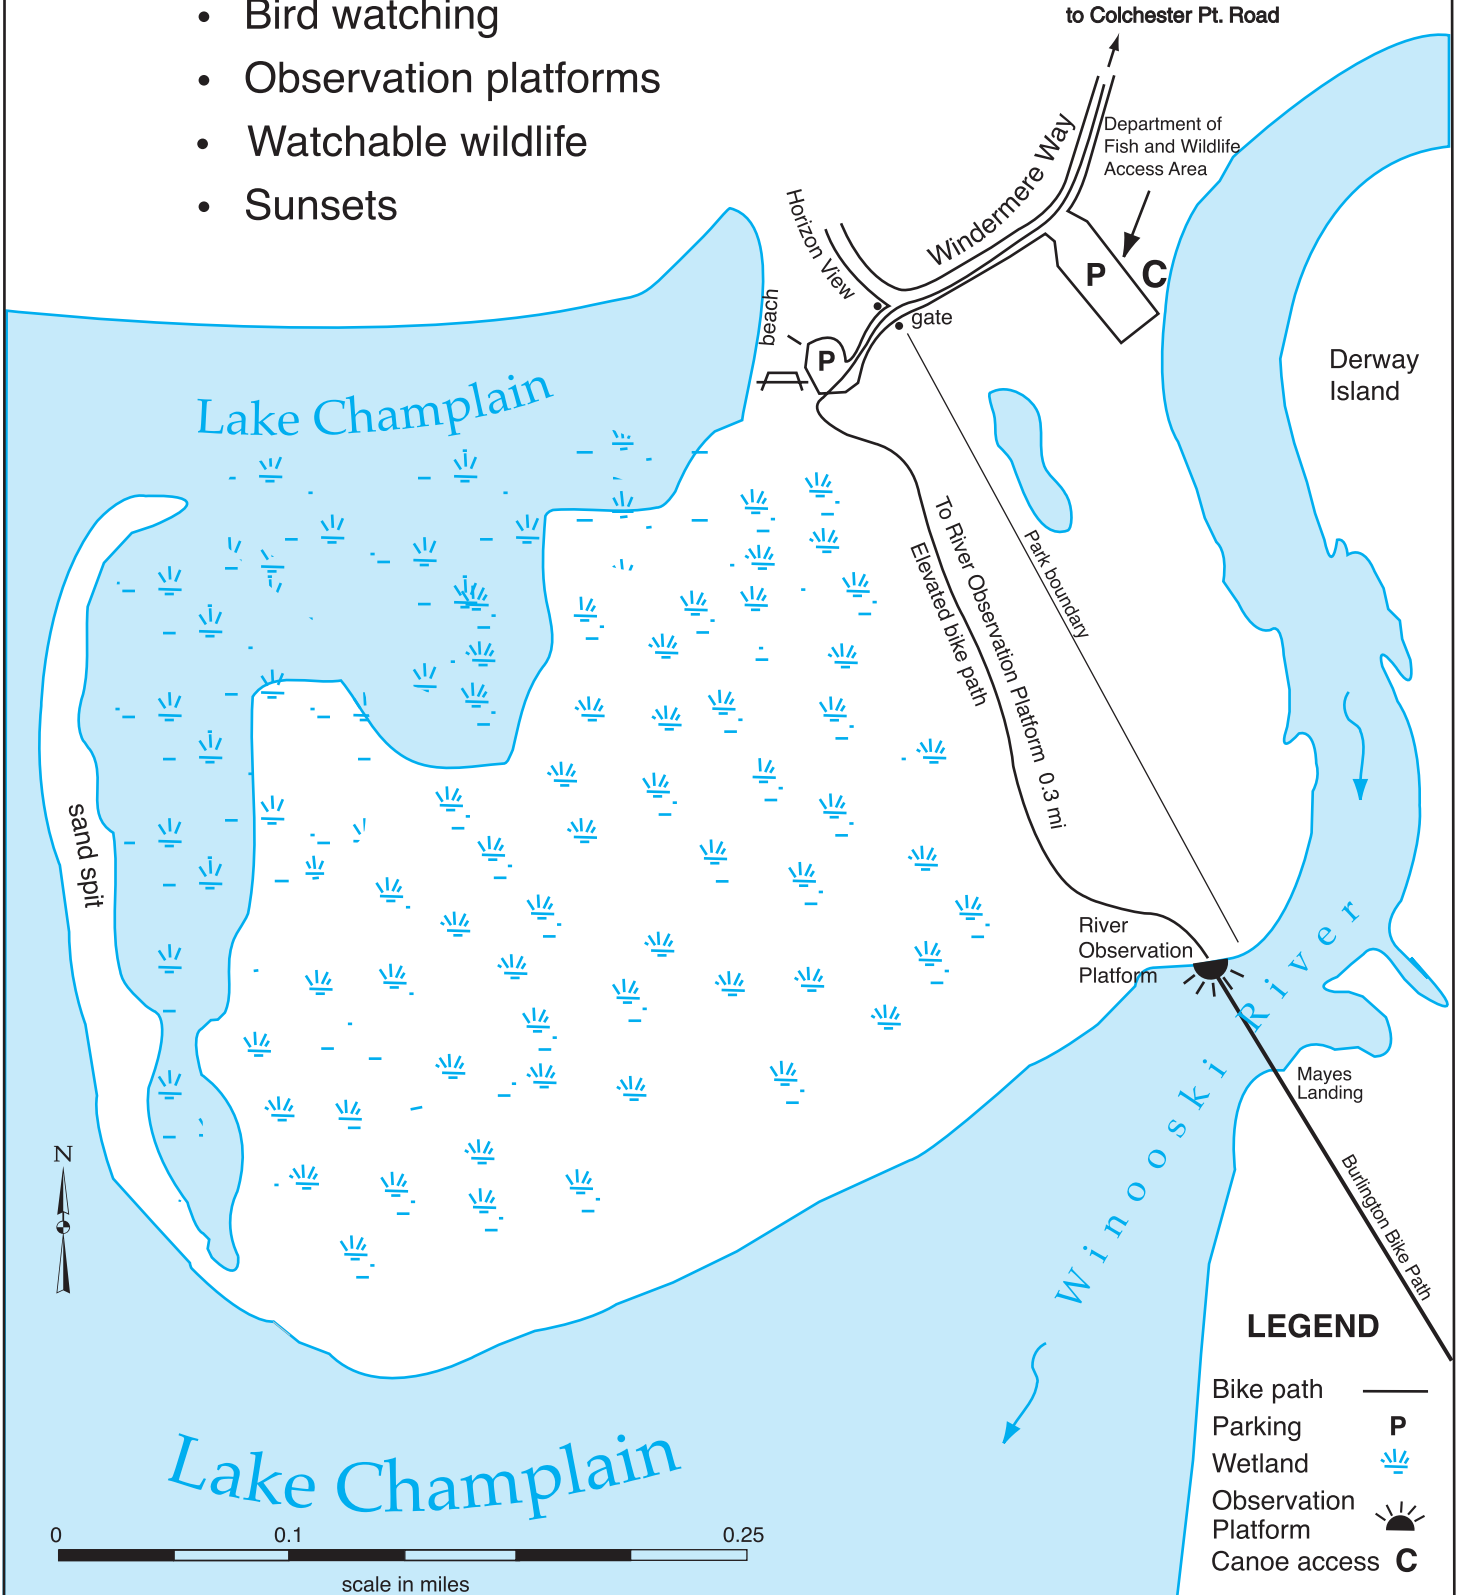 • Bird watching
• Observation platforms
• Watchable wildlife
• Sunsets
to Colchester Pt. Road
Department of
Fish and Wildlife
Access Area
Windermere Way
Horizon View
beach
P
C
P
gate
Derway
Island
Lake Champlain
To River Observation Platform 0.3 mi
Elevated bike path
Park boundary
sand spit
River
Observation
Platform
Winooski River
Mayes
Landing
Burlington Bike Path
N
Lake Champlain
0 0.1 0.25
scale in miles
LEGEND
Bike path
Parking P
Wetland
Observation
Platform
Canoe access C